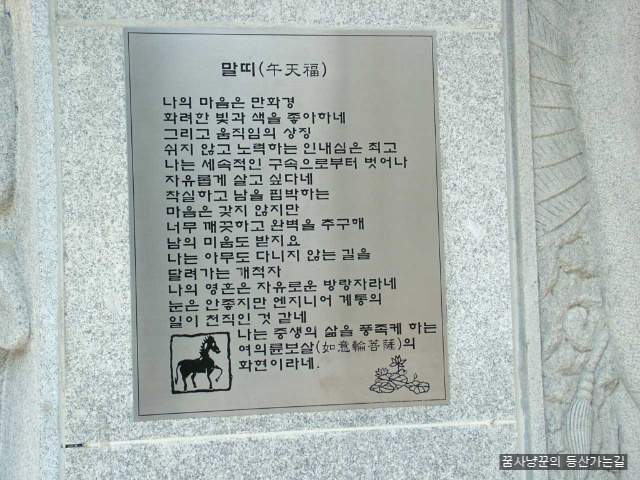 말띠(午天福)
나의 마음은 만화경
화려한 빛과 색을 좋아하네
그리고 움직임의 상징
쉬지 않고 노력하는 인내심은 최고
나는 세속적인 구속으로부터 벗어나
자유롭게 살고 싶다네
착실하고 남을 핍박하는
마음은 갖지 않지만
너무 깨끗하고 완벽을 추구해
남의 미움도 받지요
나는 아무도 다니지 않는 길을
달려가는 개척자
나의 영혼은 자유로운 방랑자라네
눈은 안좋지만 엔지니어 계통의
일이 천직인 것 같네
나는 중생의 삶을 풍족케 하는
여의륜보살(如意輪菩薩)의
화현이라네.
꿈사냥꾼의 등산가는길